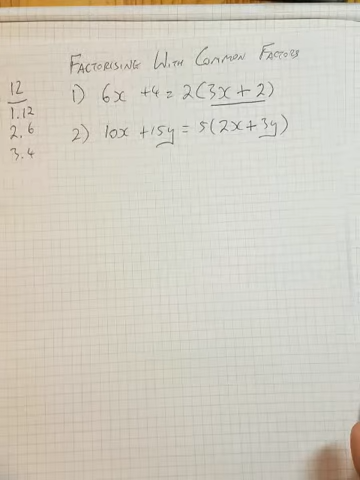 FACTORISING WITH COMMON FACTORS
12
1.12
2.6
3.4
1) 6x + 4 = 2(3x + 2)
2) 10x + 15y = 5(2x + 3y)